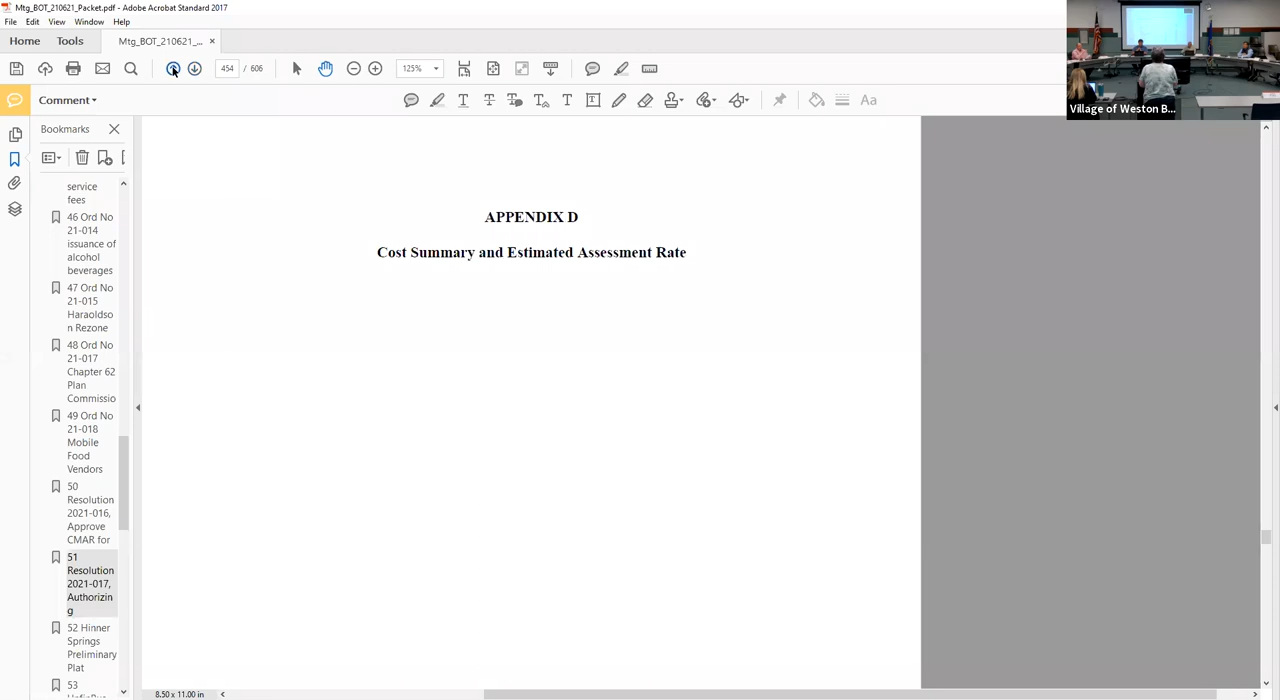 Mtg_BOT_210621_Packet.pdf - Adobe Acrobat Standard 2017
File Edit View Window Help
Home Tools Mtg_BOT_210621_... ×
454 / 606 125%
Comment
Aa
Village of Weston B...
Bookmarks
service
fees
46 Ord No
21-014
issuance of
alcohol
beverages
47 Ord No
21-015
Haraoldso
n Rezone
48 Ord No
21-017
Chapter 62
Plan
Commissio
49 Ord No
21-018
Mobile
Food
Vendors
50
Resolution
2021-016,
Approve
CMAR for
51
Resolution
2021-017,
Authorizin
g
52 Hinner
Springs
Preliminary
Plat
53
APPENDIX D
Cost Summary and Estimated Assessment Rate
8.50 x 11.00 in